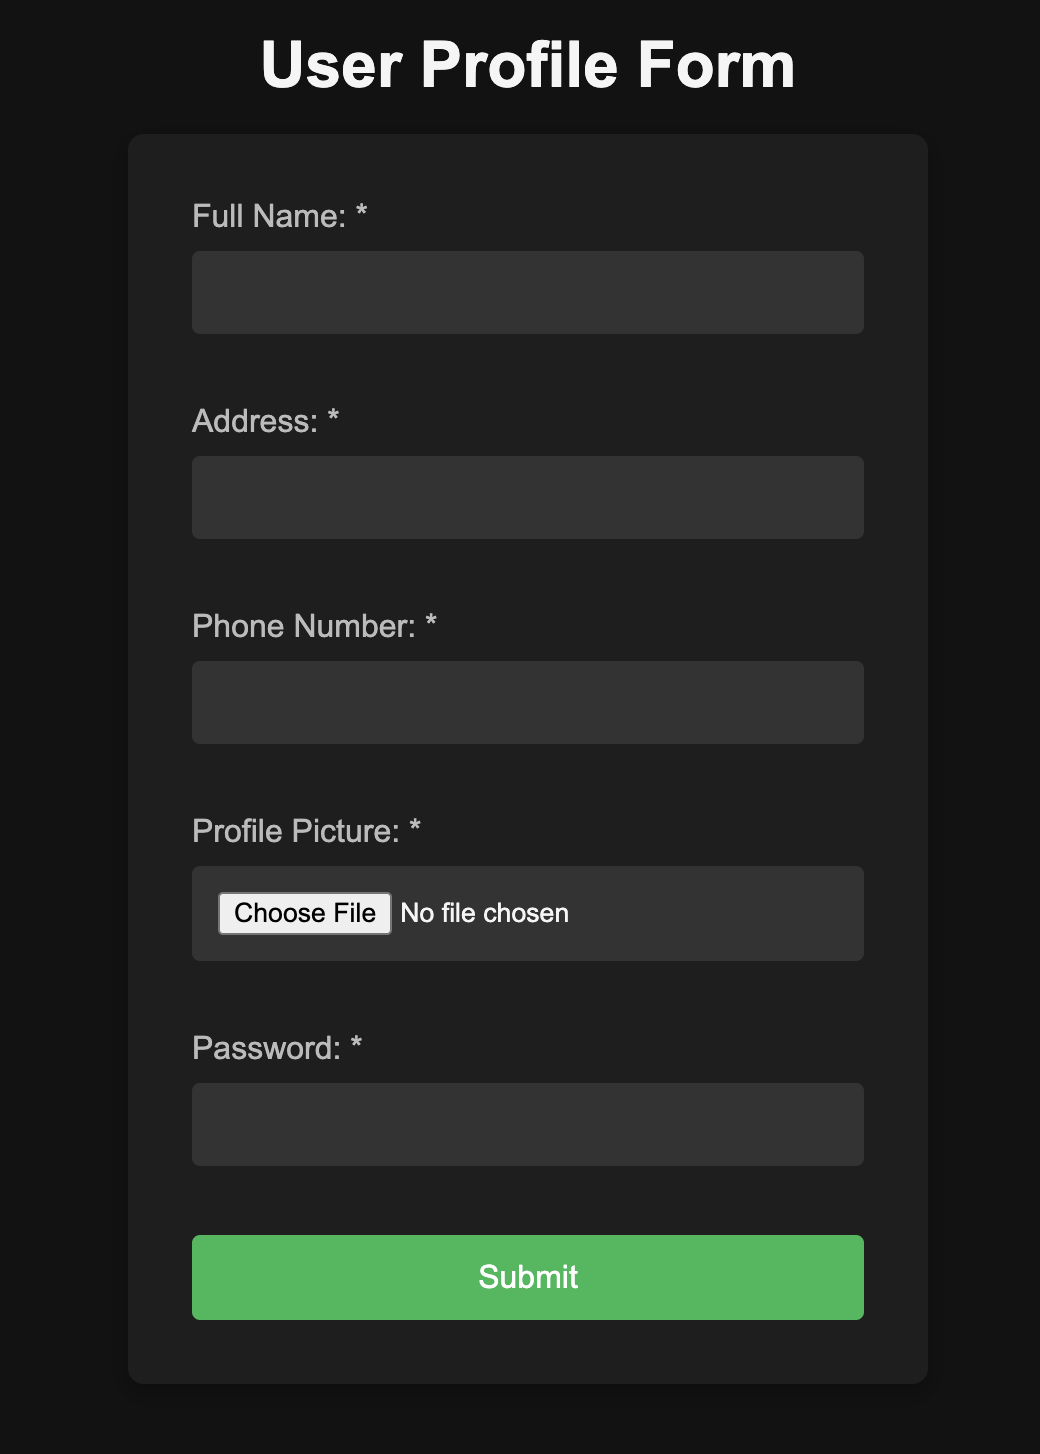 User Profile Form
Full Name: *
Address: *
Phone Number: *
Profile Picture: *
Choose File No file chosen
Password: *
Submit